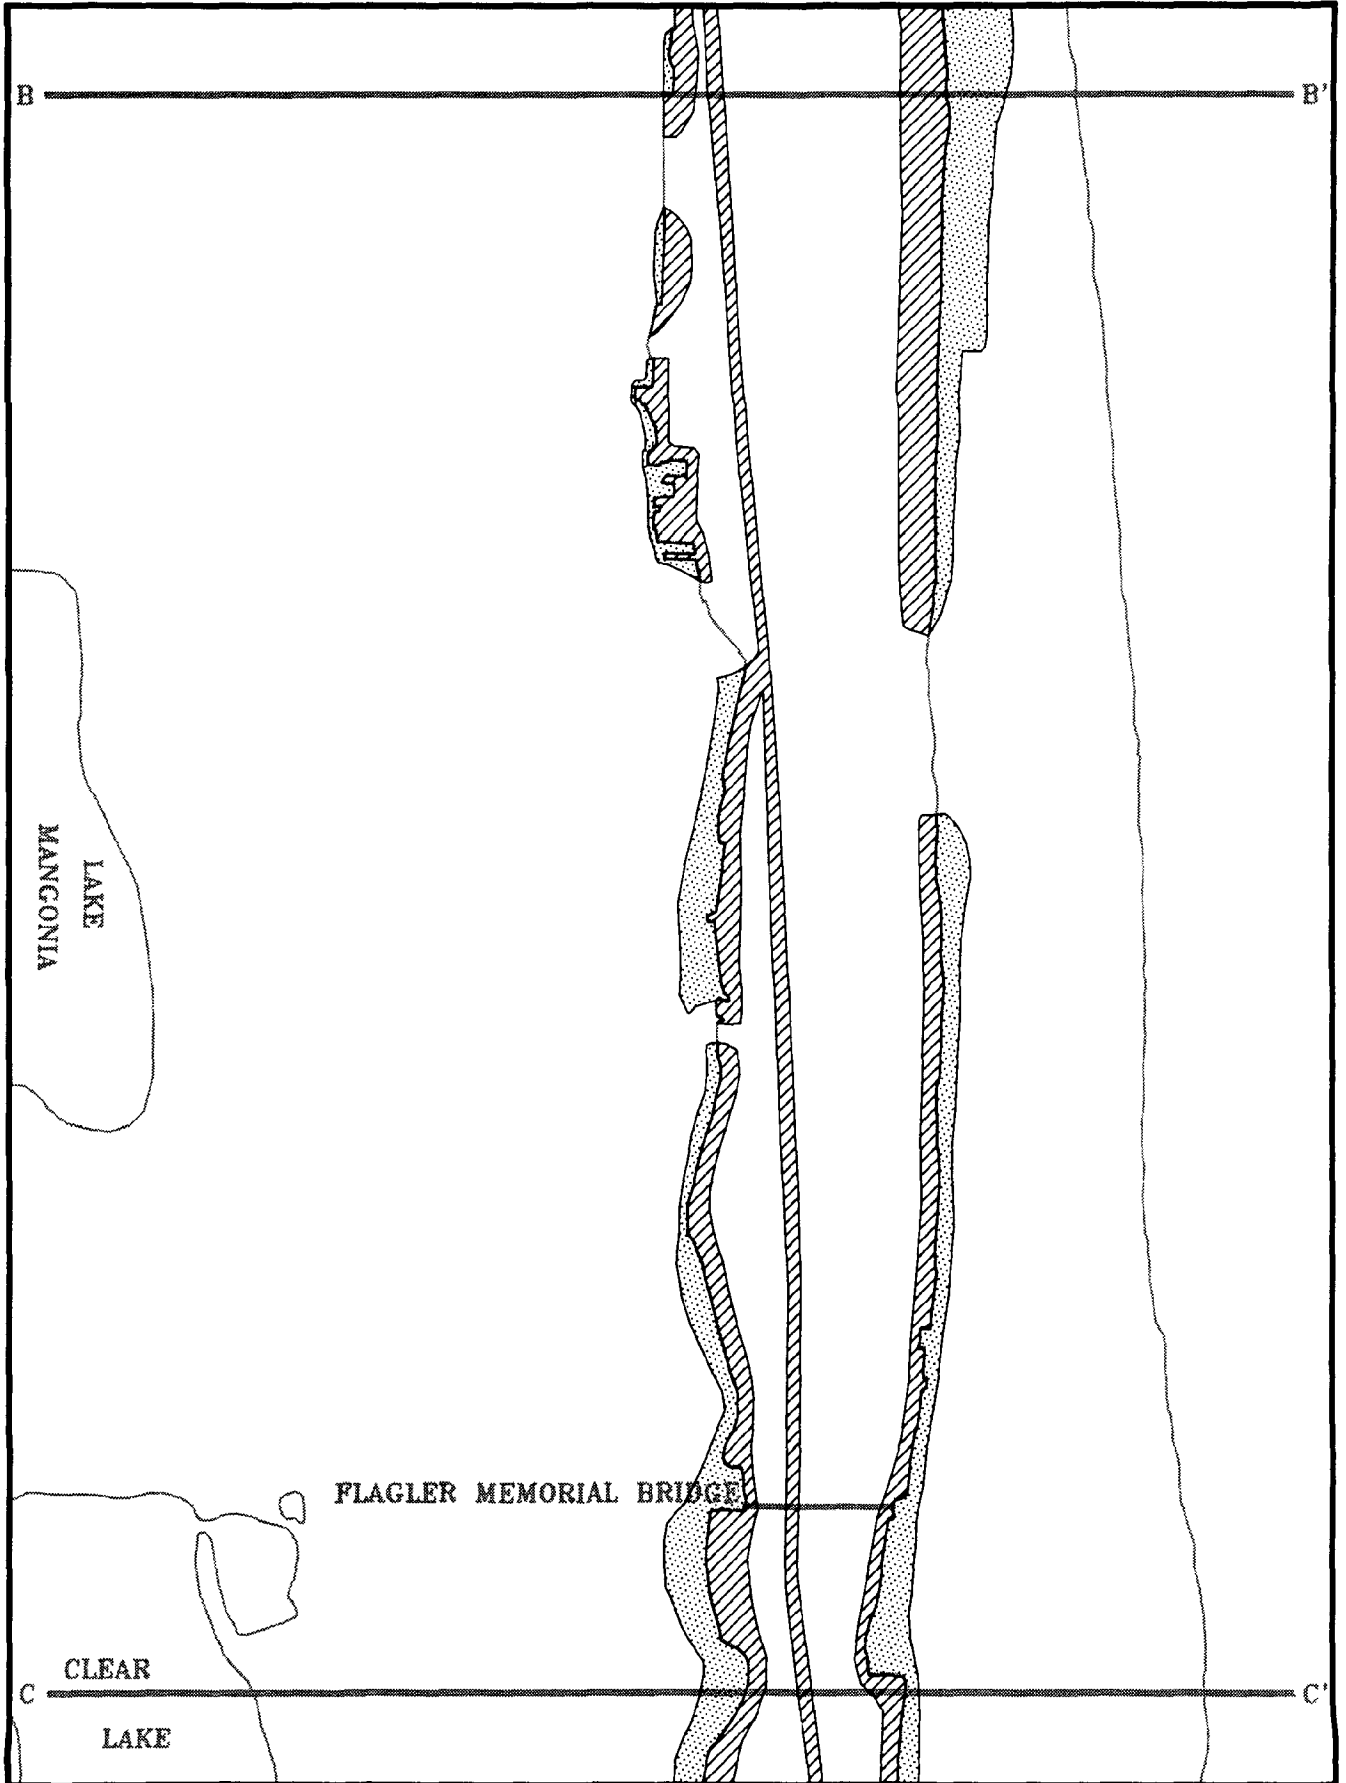 B B'
LAKE
MANGONIA
FLAGLER MEMORIAL BRIDGE
CLEAR
C C'
LAKE